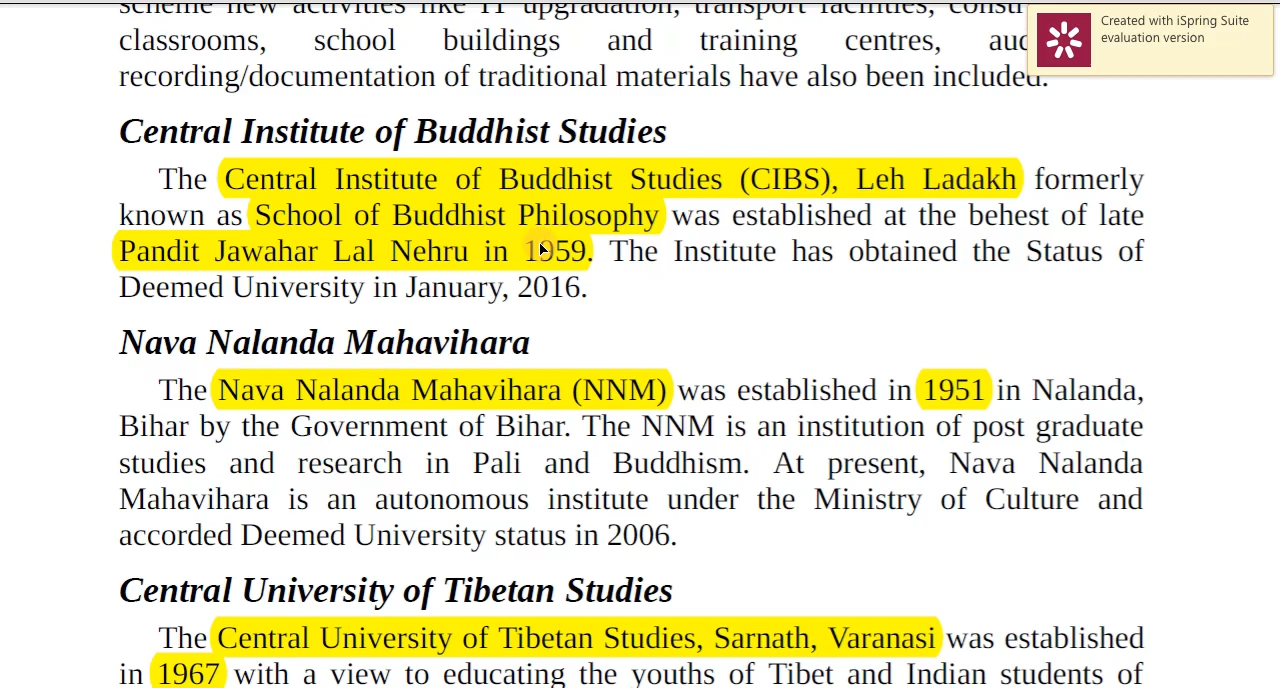 scheme new activities like IT upgradation, transport facilities,
classrooms, school buildings and training centres,
recording/documentation of traditional materials have also been included.
Created with iSpring Suite
evaluation version
Central Institute of Buddhist Studies
The Central Institute of Buddhist Studies (CIBS), Leh Ladakh formerly
known as School of Buddhist Philosophy was established at the behest of late
Pandit Jawahar Lal Nehru in 1959. The Institute has obtained the Status of
Deemed University in January, 2016.
Nava Nalanda Mahavihara
The Nava Nalanda Mahavihara (NNM) was established in 1951 in Nalanda,
Bihar by the Government of Bihar. The NNM is an institution of post graduate
studies and research in Pali and Buddhism. At present, Nava Nalanda
Mahavihara is an autonomous institute under the Ministry of Culture and
accorded Deemed University status in 2006.
Central University of Tibetan Studies
The Central University of Tibetan Studies, Sarnath, Varanasi was established
in 1967 with a view to educating the youths of Tibet and Indian students of